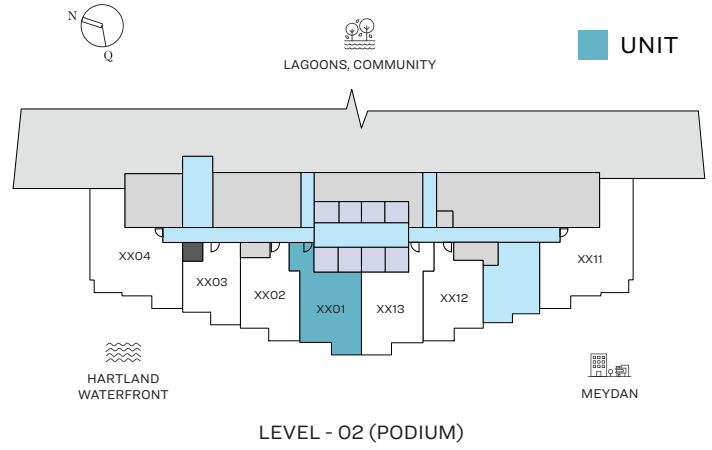 N
Q
LAGOONS, COMMUNITY
UNIT
XX04
XX03
XX02
XX01
XX13
XX12
XX11
HARTLAND
WATERFRONT
MEYDAN
LEVEL - 02 (PODIUM)